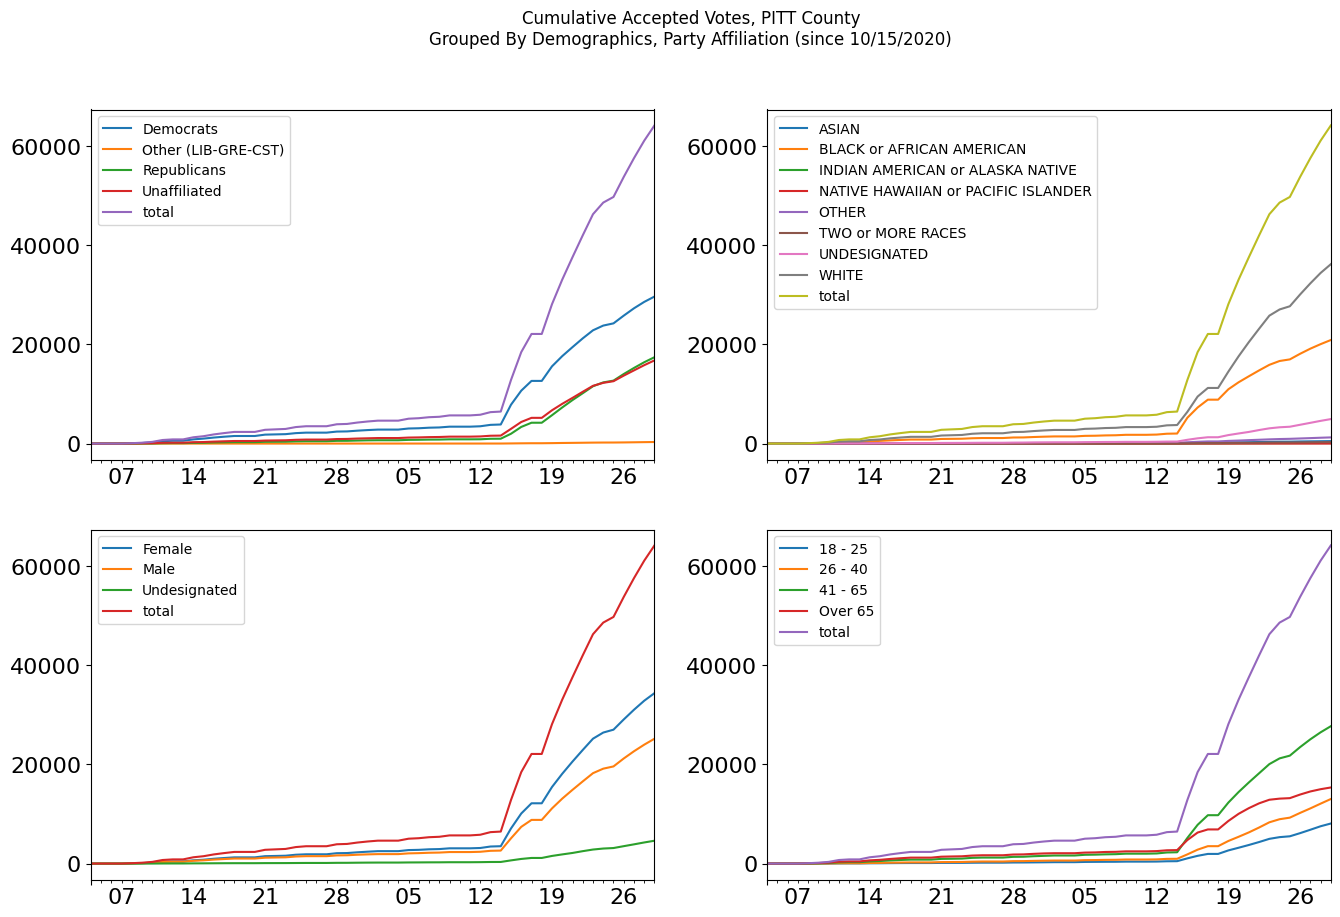 Cumulative Accepted Votes, PITT County
Grouped By Demographics, Party Affiliation (since 10/15/2020)
Democrats
Other (LIB-GRE-CST)
Republicans
Unaffiliated
total
60000
40000
20000
0
07 14 21 28 05 12 19 26
ASIAN
BLACK or AFRICAN AMERICAN
INDIAN AMERICAN or ALASKA NATIVE
NATIVE HAWAIIAN or PACIFIC ISLANDER
OTHER
TWO or MORE RACES
UNDESIGNATED
WHITE
total
60000
40000
20000
0
07 14 21 28 05 12 19 26
Female
Male
Undesignated
total
60000
40000
20000
0
07 14 21 28 05 12 19 26
18 - 25
26 - 40
41 - 65
Over 65
total
60000
40000
20000
0
07 14 21 28 05 12 19 26